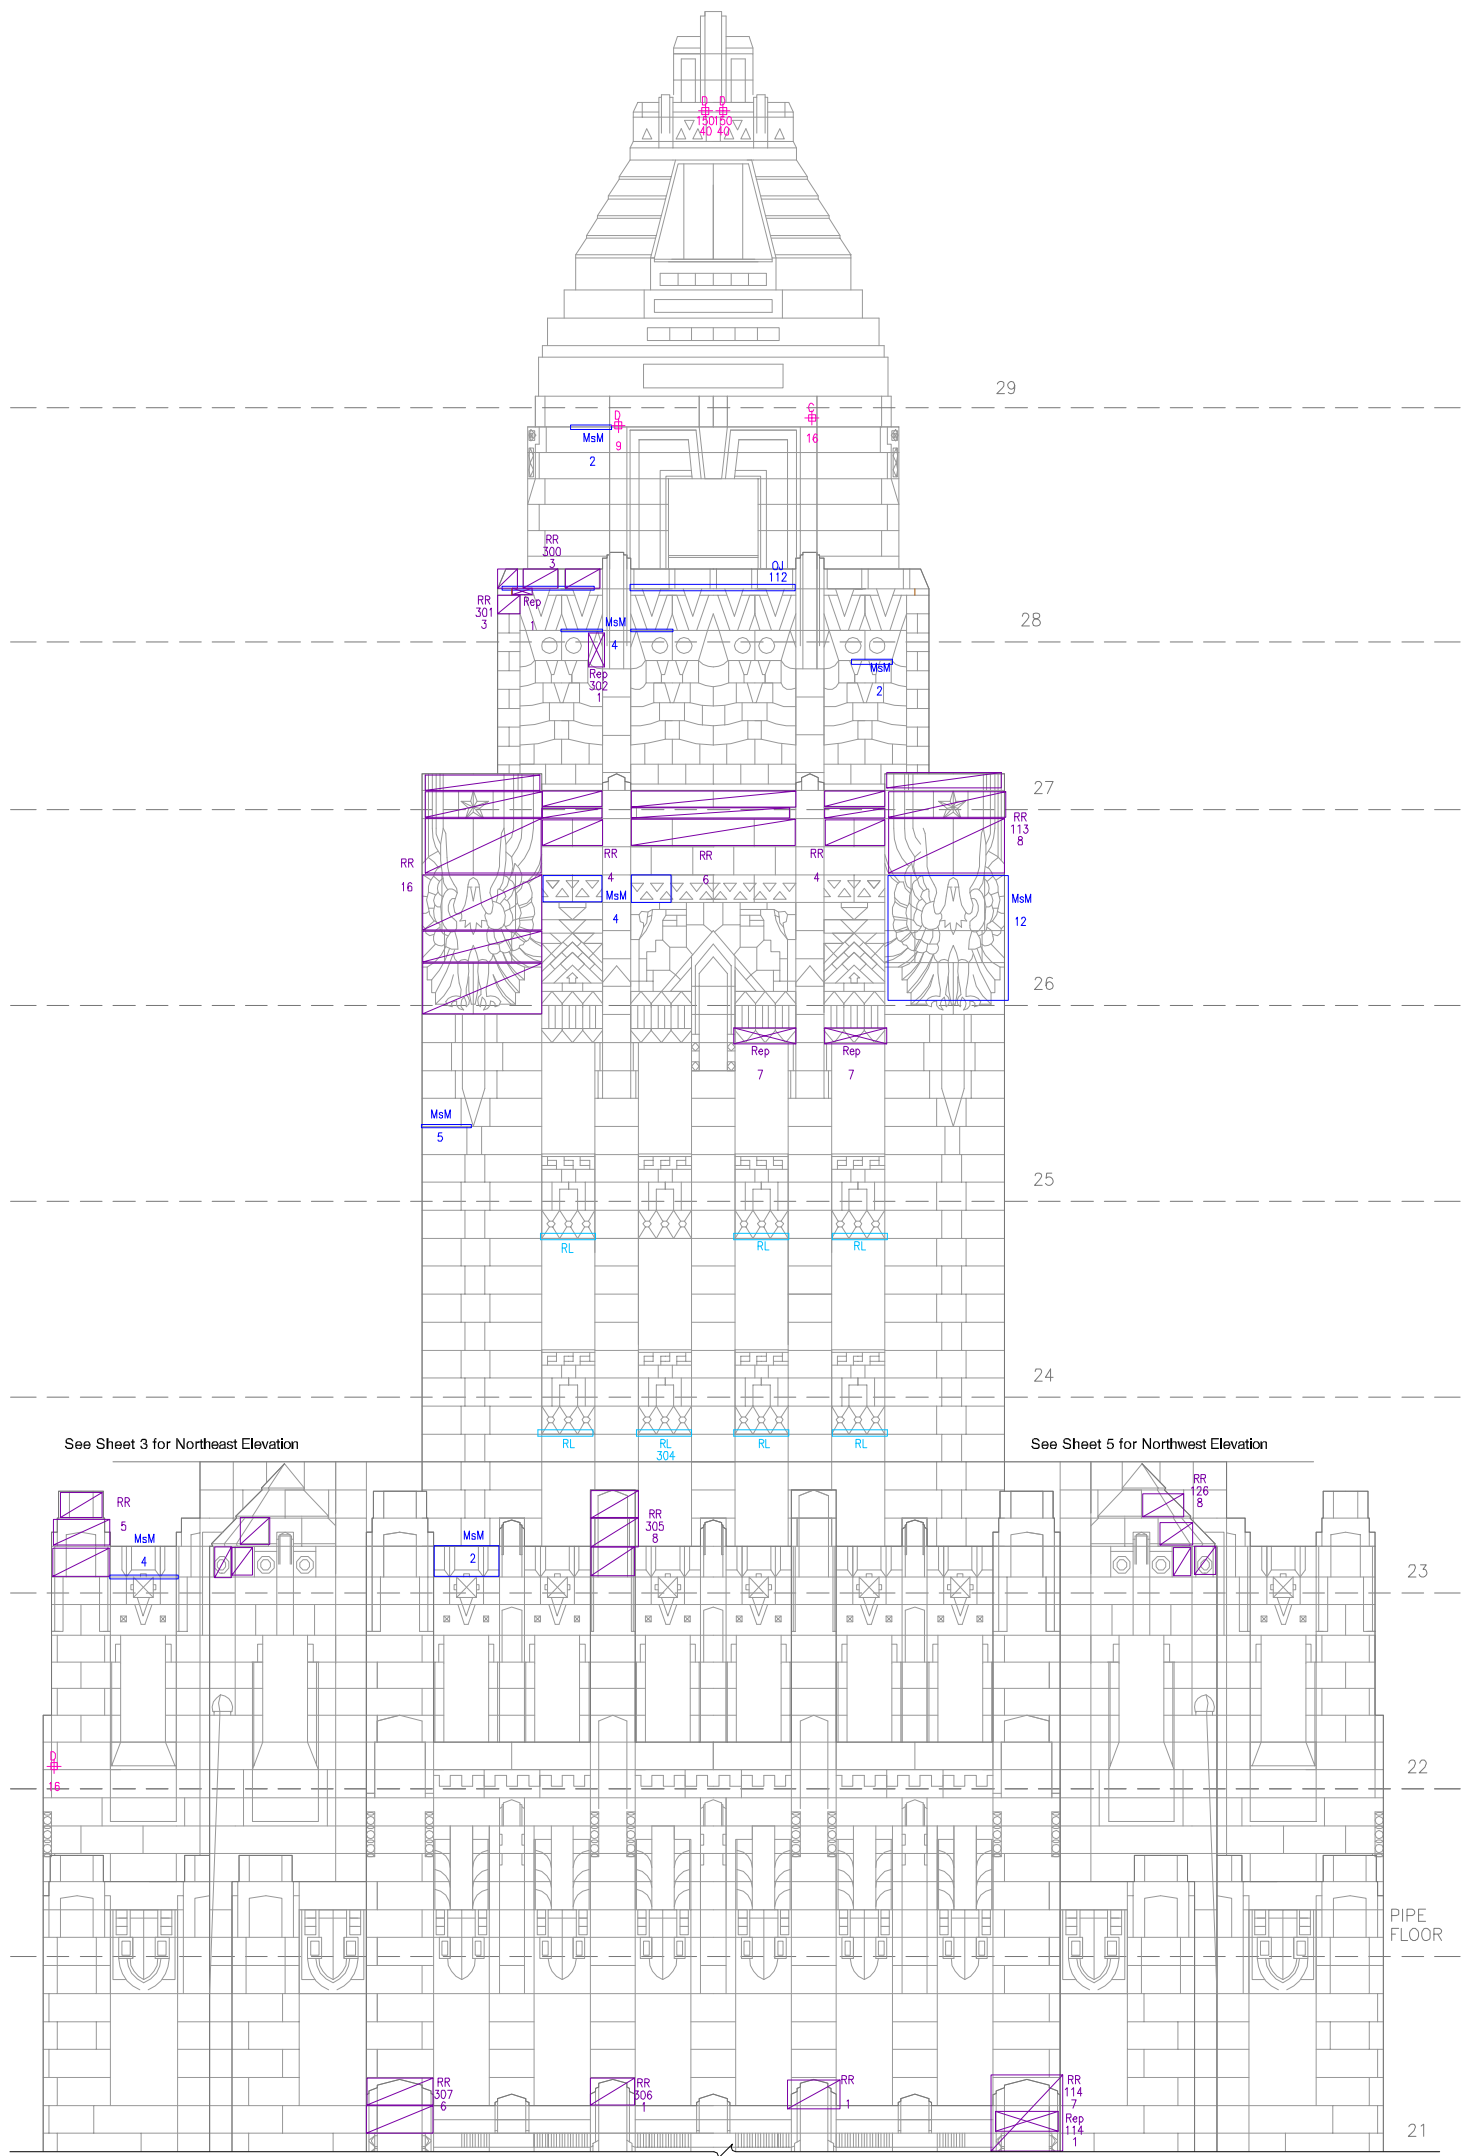 D D
150 150
40 40
29
D
9
C
16
MsM
2
RR
300
3
OJ
112
RR
301
3
Rep
1
MsM
4
28
Rep
302
1
MsM
2
27
RR
113
8
RR
16
RR
4
RR
6
RR
4
MsM
4
MsM
12
26
Rep
7
Rep
7
MsM
5
25
RL
RL
RL
24
RL
RL
304
RL
RL
See Sheet 3 for Northeast Elevation
See Sheet 5 for Northwest Elevation
RR
5
MsM
4
MsM
2
RR
305
8
RR
126
8
23
D
16
22
PIPE
FLOOR
RR
307
6
RR
306
1
RR
1
RR
114
7
Rep
114
1
21